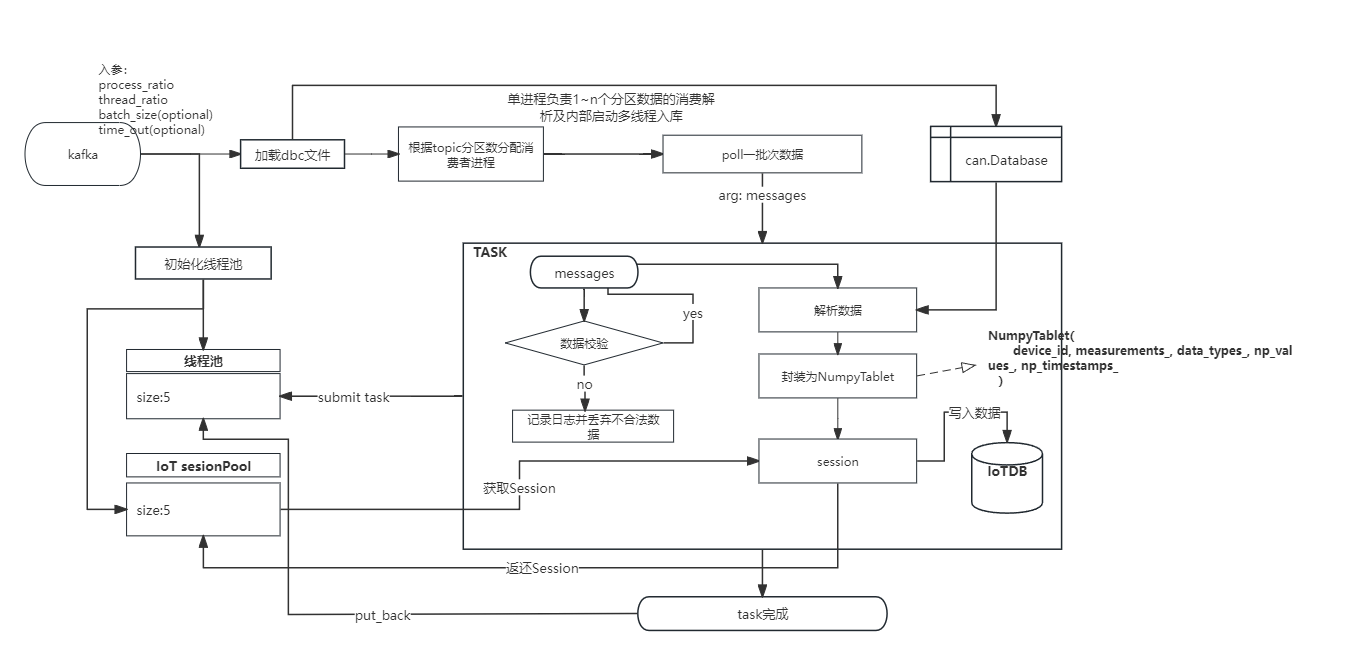 入参:
process_ratio
thread_ratio
batch_size(optional)
time_out(optional)
kafka
加载dbc文件
根据topic分区数分配消
费者进程
单进程负责1~n个分区数据的消费解
析及内部启动多线程入库
poll一批次数据
can.Database
arg: messages
初始化线程池
TASK
messages
yes
数据校验
no
记录日志并丢弃不合法数
据
解析数据
封装为NumpyTablet
NumpyTablet(
device_id, measurements_, data_types_, np_val
ues_, np_timestamps_
)
线程池
size:5
submit task
IoT sesionPool
size:5
获取Session
session
写入数据
IoTDB
返还Session
put_back
task完成